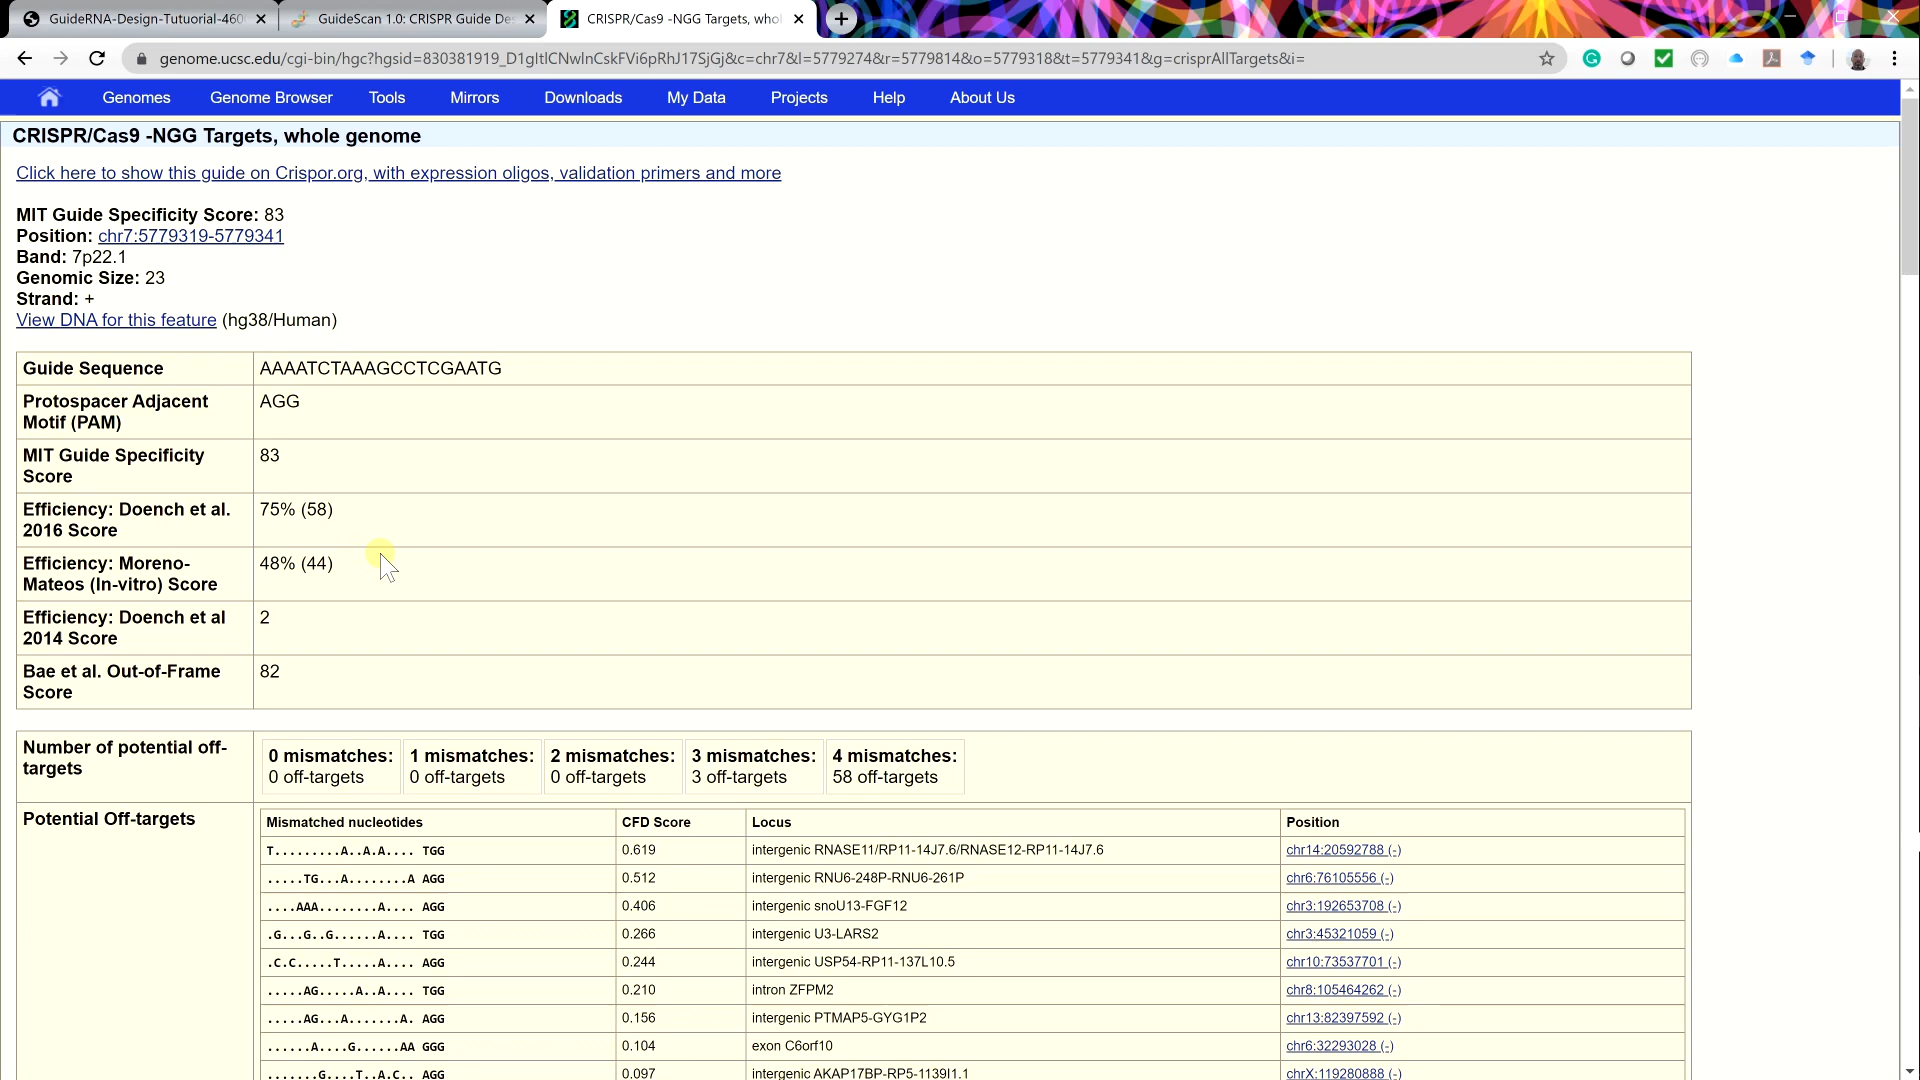 GuideRNA-Design-Tutuorial-460
GuideScan 1.0: CRISPR Guide De
CRISPR/Cas9 -NGG Targets, who
genome.ucsc.edu/cgi-bin/hgc?hgsid=830381919_D1gItlCNwlnCskFVi6pRhJ17SjGj&c=chr7&l=5779274&r=5779814&o=5779318&t=5779341&g=crisprAllTargets&i=
Genomes Genome Browser Tools Mirrors Downloads My Data Projects Help About Us
CRISPR/Cas9 -NGG Targets, whole genome
Click here to show this guide on Crispor.org, with expression oligos, validation primers and more
MIT Guide Specificity Score: 83
Position: chr7:5779319-5779341
Band: 7p22.1
Genomic Size: 23
Strand: +
View DNA for this feature (hg38/Human)
Guide Sequence AAAATCTAAAGCCTCGAATG
Protospacer Adjacent
Motif (PAM)
AGG
MIT Guide Specificity
Score
83
Efficiency: Doench et al.
2016 Score
75% (58)
Efficiency: Moreno-
Mateos (In-vitro) Score
48% (44)
Efficiency: Doench et al
2014 Score
2
Bae et al. Out-of-Frame
Score
82
Number of potential off-
targets
0 mismatches: 1 mismatches: 2 mismatches: 3 mismatches: 4 mismatches:
0 off-targets 0 off-targets 0 off-targets 3 off-targets 58 off-targets
Potential Off-targets
Mismatched nucleotides CFD Score Locus Position
T.........A..A.A.... TGG 0.619 intergenic RNASE11/RP11-14J7.6/RNASE12-RP11-14J7.6 chr14:20592788 (-)
.....TG...A........A AGG 0.512 intergenic RNU6-248P-RNU6-261P chr6:76105556 (-)
....AAA........A.... AGG 0.406 intergenic snoU13-FGF12 chr3:192653708 (-)
.G...G..G......A.... TGG 0.266 intergenic U3-LARS2 chr3:45321059 (-)
.C.C.....T.....A.... AGG 0.244 intergenic USP54-RP11-137L10.5 chr10:73537701 (-)
.....AG.....A..A.... TGG 0.210 intron ZFPM2 chr8:105464262 (-)
.....AG...A.......A. AGG 0.156 intergenic PTMAP5-GYG1P2 chr13:82397592 (-)
......A....G......AA GGG 0.104 exon C6orf10 chr6:32293028 (-)
.......G....T..A.C.. AGG 0.097 intergenic AKAP17BP-RP5-1139I1.1 chrX:119280888 (-)